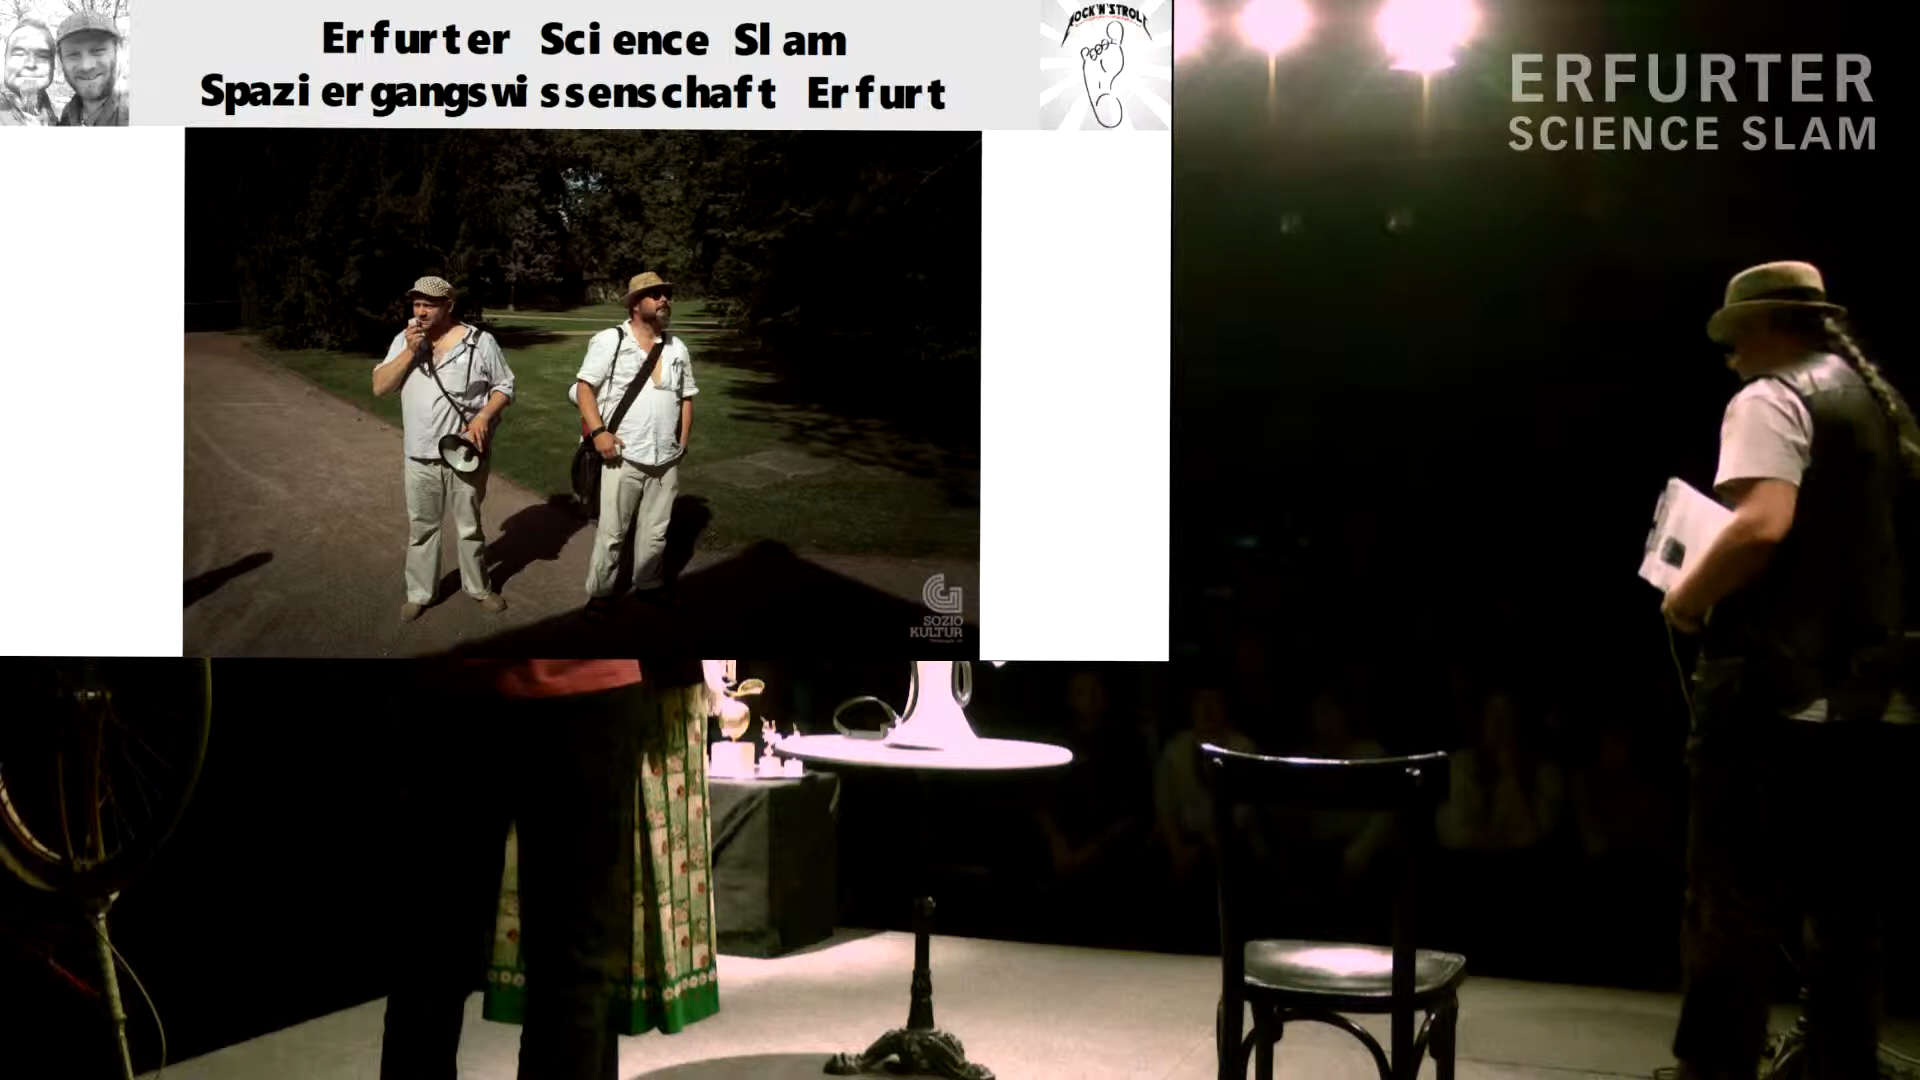 Erfurter Science Slam
Spaziergangswissenschaft Erfurt
ROCK'N'STROLL
ERFURTER
SCIENCE SLAM
SOZIO
KULTUR